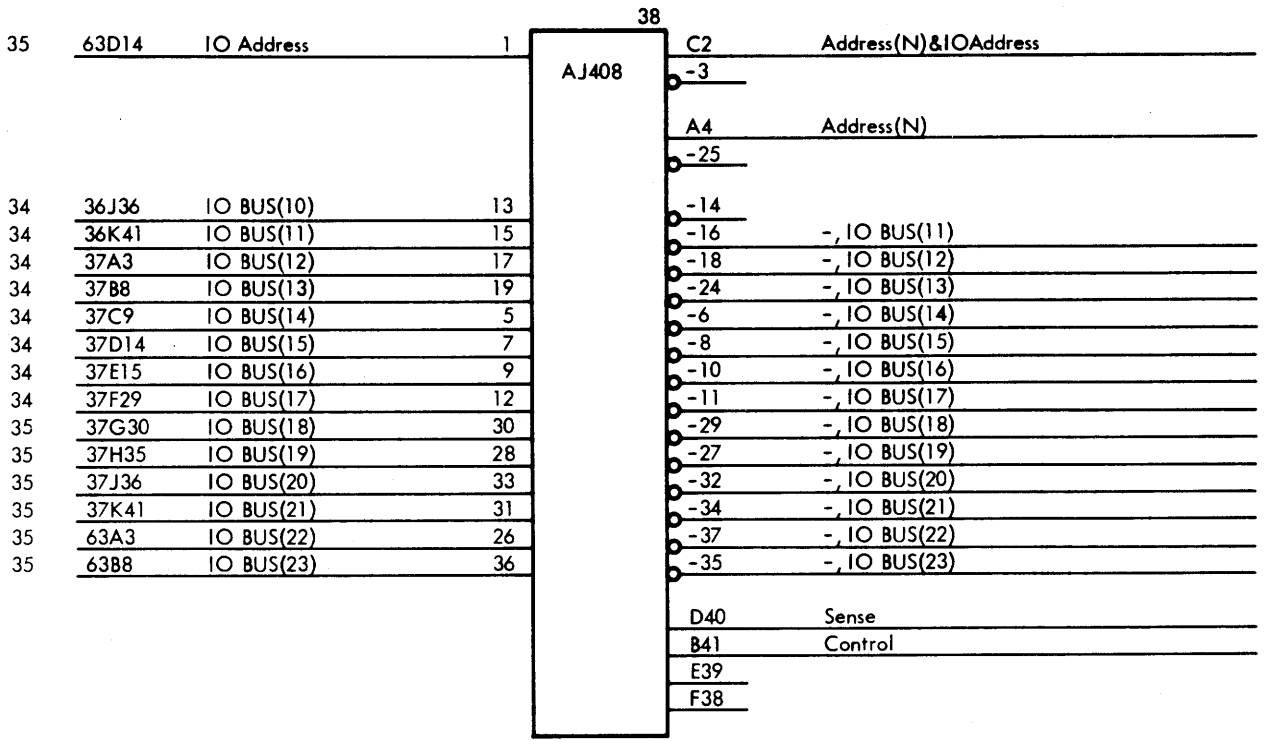 38
35 63D14 IO Address 1 AJ408 C2 Address(N)&IOAddress
-3
A4 Address(N)
-25
34 36J36 IO BUS(10) 13 -14
34 36K41 IO BUS(11) 15 -16 -, IO BUS(11)
34 37A3 IO BUS(12) 17 -18 -, IO BUS(12)
34 37B8 IO BUS(13) 19 -24 -, IO BUS(13)
34 37C9 IO BUS(14) 5 -6 -, IO BUS(14)
34 37D14 IO BUS(15) 7 -8 -, IO BUS(15)
34 37E15 IO BUS(16) 9 -10 -, IO BUS(16)
34 37F29 IO BUS(17) 12 -11 -, IO BUS(17)
35 37G30 IO BUS(18) 30 -29 -, IO BUS(18)
35 37H35 IO BUS(19) 28 -27 -, IO BUS(19)
35 37J36 IO BUS(20) 33 -32 -, IO BUS(20)
35 37K41 IO BUS(21) 31 -34 -, IO BUS(21)
35 63A3 IO BUS(22) 26 -37 -, IO BUS(22)
35 63B8 IO BUS(23) 36 -35 -, IO BUS(23)
D40 Sense
B41 Control
E39
F38